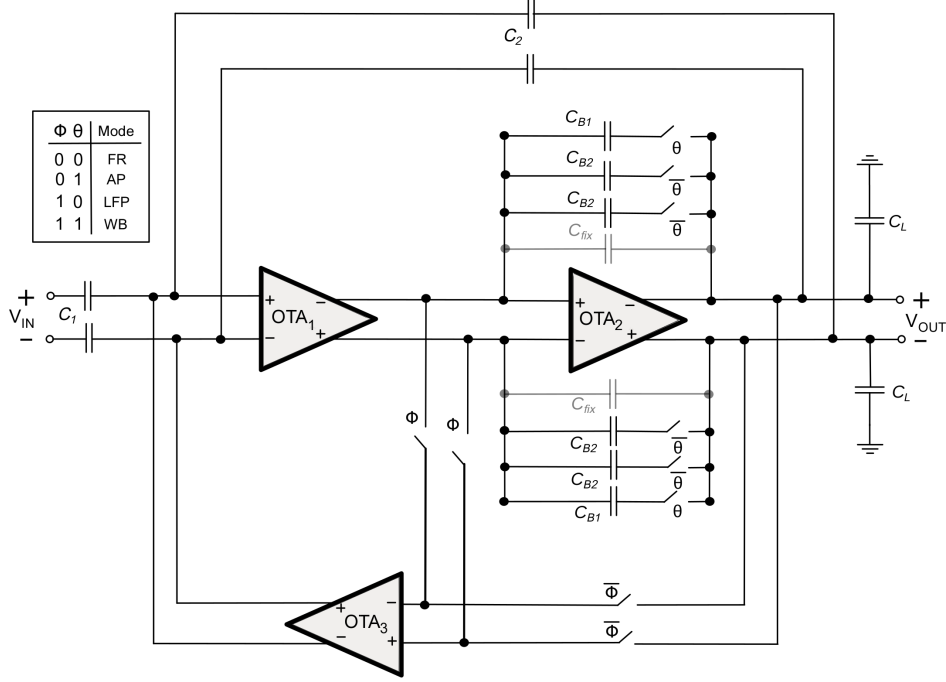 C2
CB1
θ
CB2
θ̅
CB2
θ̅
Cfix
Φ θ Mode
0 0 FR
0 1 AP
1 0 LFP
1 1 WB
CL
+
VIN
−
C1
+ −
OTA1
− +
+ −
OTA2
− +
+
VOUT
−
Cfix
CL
CB2
θ̅
CB2
θ̅
CB1
θ
Φ Φ
Φ̅
+ −
OTA3
− +
Φ̅